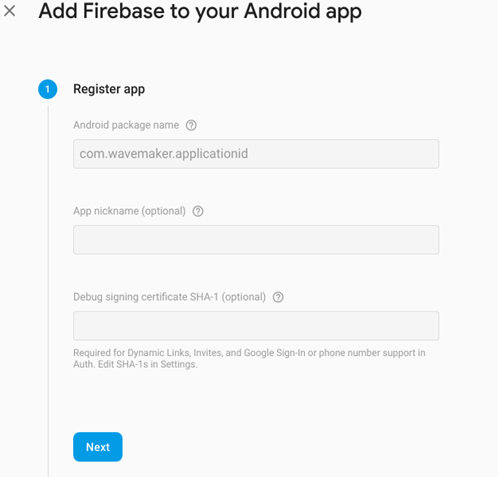 Add Firebase to your Android app
1 Register app
Android package name
com.wavemaker.applicationid
App nickname (optional)
Debug signing certificate SHA-1 (optional)
Required for Dynamic Links, Invites, and Google Sign-In or phone number support in
Auth. Edit SHA-1s in Settings.
Next